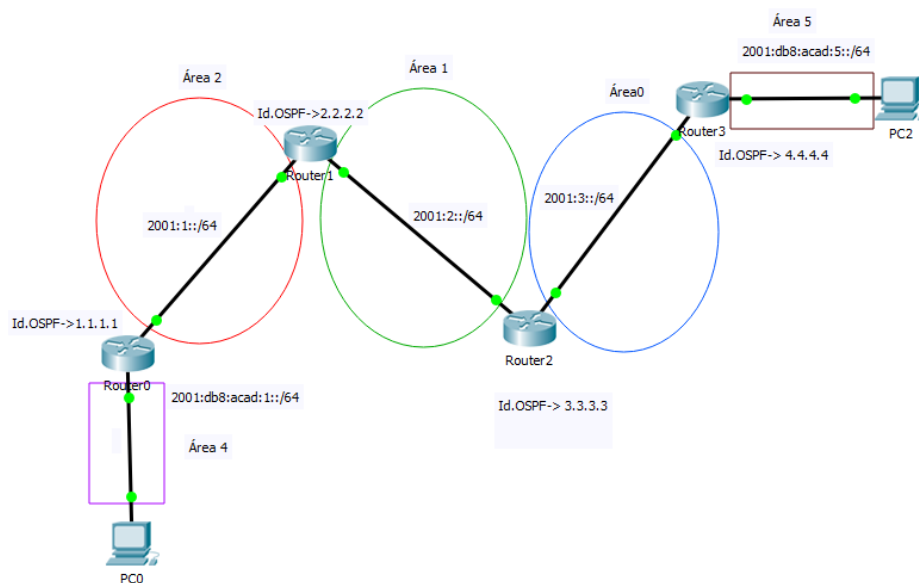 Área 5
2001:db8:acad:5::/64
Área 2
Área 1
Área0
Id.OSPF->2.2.2.2
Router1
Router3
PC2
Id.OSPF-> 4.4.4.4
2001:1::/64
2001:2::/64
2001:3::/64
Id.OSPF->1.1.1.1
Router0
Router2
2001:db8:acad:1::/64
Id.OSPF-> 3.3.3.3
Área 4
PC0